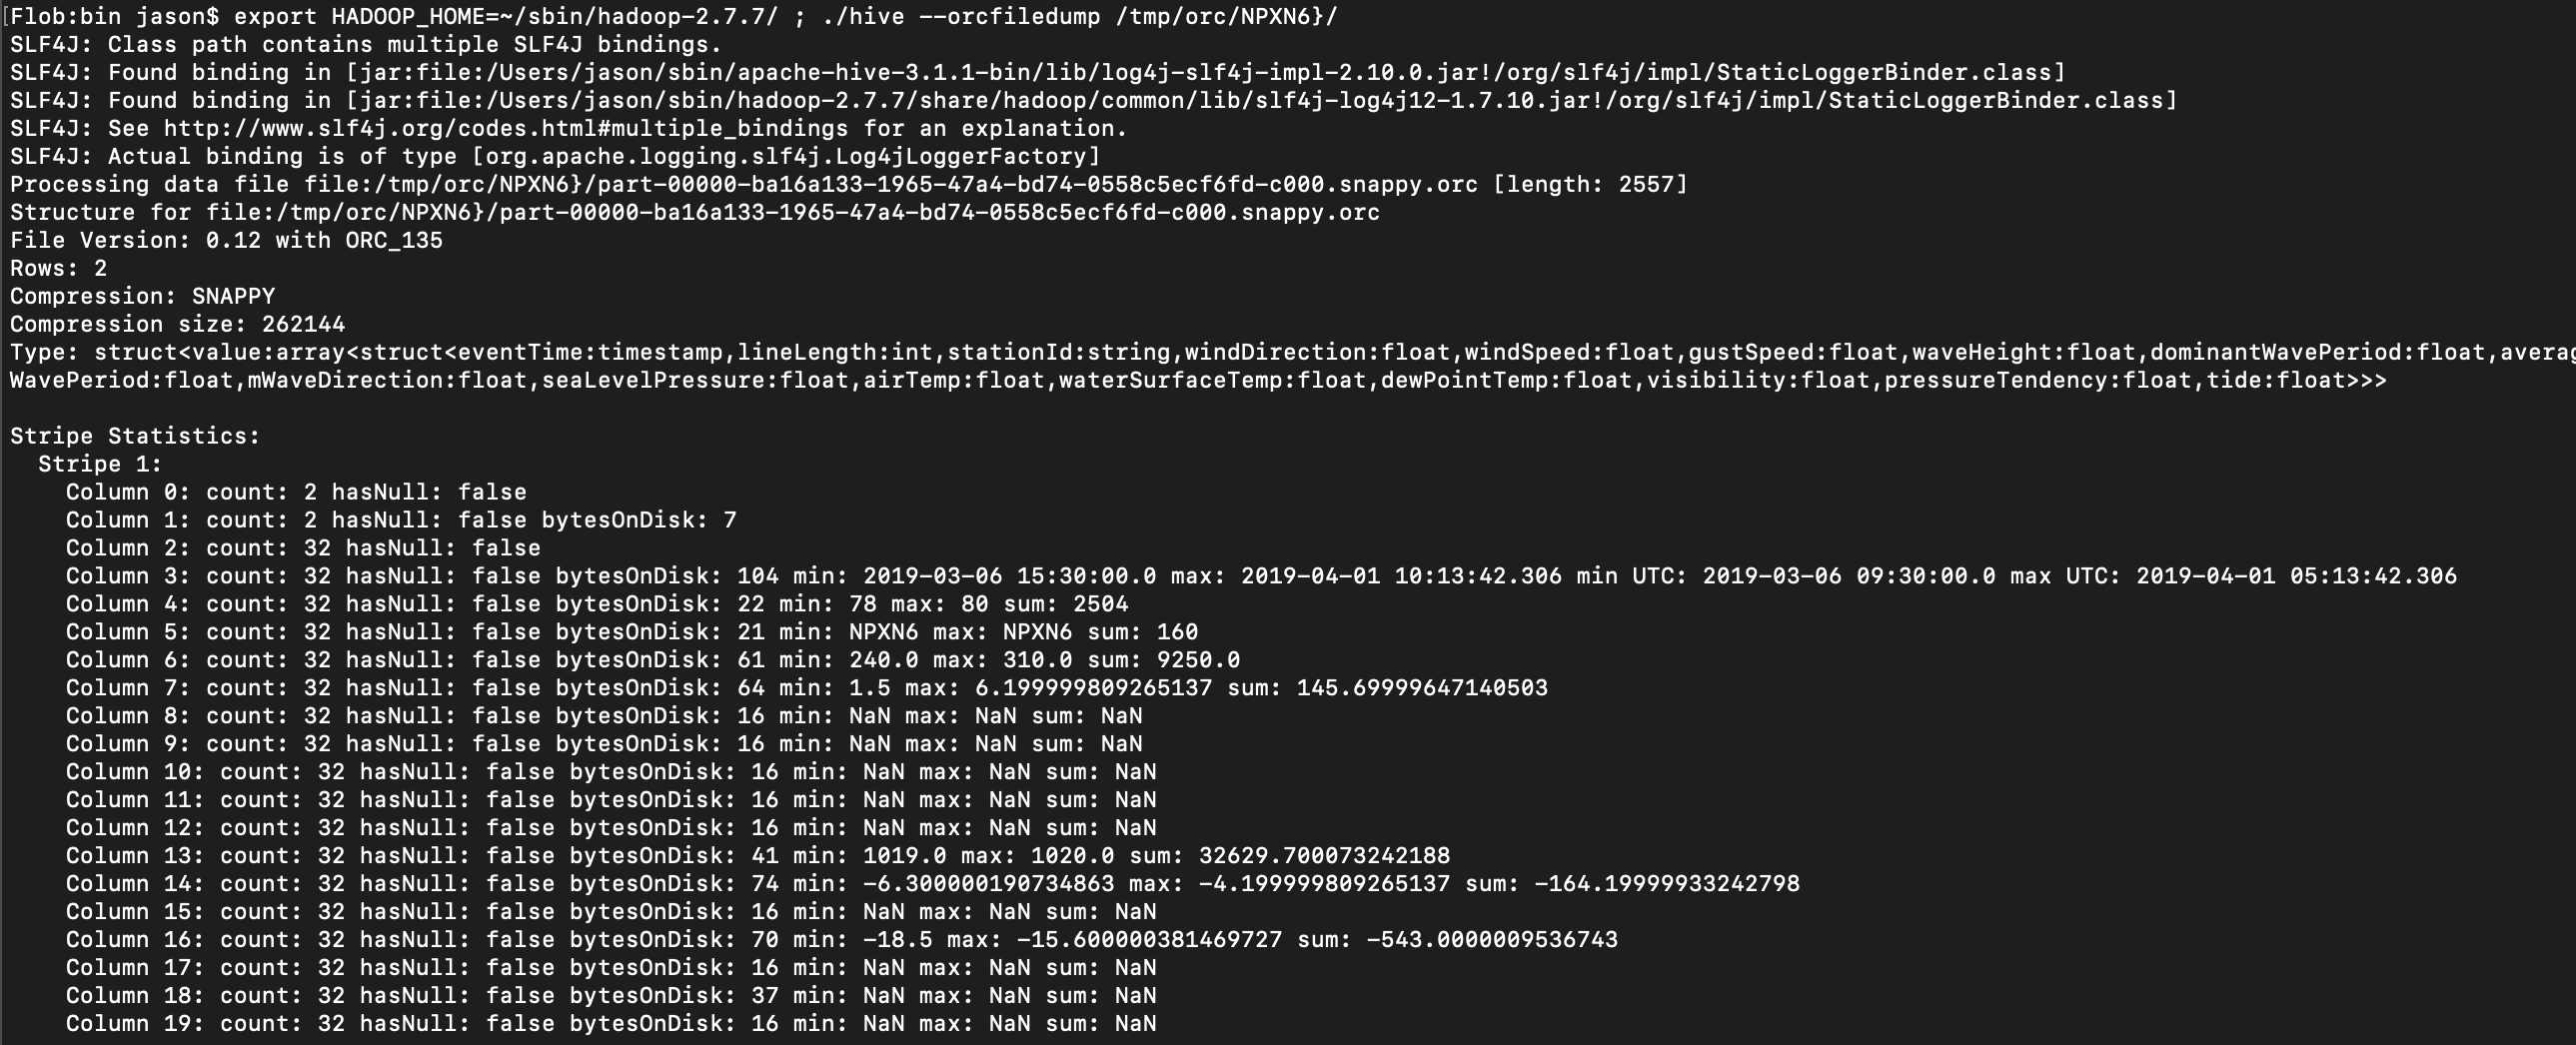 [Flob:bin jason$ export HADOOP_HOME=~/sbin/hadoop-2.7.7/ ; ./hive --orcfiledump /tmp/orc/NPXN6}/
SLF4J: Class path contains multiple SLF4J bindings.
SLF4J: Found binding in [jar:file:/Users/jason/sbin/apache-hive-3.1.1-bin/lib/log4j-slf4j-impl-2.10.0.jar!/org/slf4j/impl/StaticLoggerBinder.class]
SLF4J: Found binding in [jar:file:/Users/jason/sbin/hadoop-2.7.7/share/hadoop/common/lib/slf4j-log4j12-1.7.10.jar!/org/slf4j/impl/StaticLoggerBinder.class]
SLF4J: See http://www.slf4j.org/codes.html#multiple_bindings for an explanation.
SLF4J: Actual binding is of type [org.apache.logging.slf4j.Log4jLoggerFactory]
Processing data file file:/tmp/orc/NPXN6}/part-00000-ba16a133-1965-47a4-bd74-0558c5ecf6fd-c000.snappy.orc [length: 2557]
Structure for file:/tmp/orc/NPXN6}/part-00000-ba16a133-1965-47a4-bd74-0558c5ecf6fd-c000.snappy.orc
File Version: 0.12 with ORC_135
Rows: 2
Compression: SNAPPY
Compression size: 262144
Type: struct<value:array<struct<eventTime:timestamp,lineLength:int,stationId:string,windDirection:float,windSpeed:float,gustSpeed:float,waveHeight:float,dominantWavePeriod:float,averag
WavePeriod:float,mWaveDirection:float,seaLevelPressure:float,airTemp:float,waterSurfaceTemp:float,dewPointTemp:float,visibility:float,pressureTendency:float,tide:float>>>
Stripe Statistics:
Stripe 1:
Column 0: count: 2 hasNull: false
Column 1: count: 2 hasNull: false bytesOnDisk: 7
Column 2: count: 32 hasNull: false
Column 3: count: 32 hasNull: false bytesOnDisk: 104 min: 2019-03-06 15:30:00.0 max: 2019-04-01 10:13:42.306 min UTC: 2019-03-06 09:30:00.0 max UTC: 2019-04-01 05:13:42.306
Column 4: count: 32 hasNull: false bytesOnDisk: 22 min: 78 max: 80 sum: 2504
Column 5: count: 32 hasNull: false bytesOnDisk: 21 min: NPXN6 max: NPXN6 sum: 160
Column 6: count: 32 hasNull: false bytesOnDisk: 61 min: 240.0 max: 310.0 sum: 9250.0
Column 7: count: 32 hasNull: false bytesOnDisk: 64 min: 1.5 max: 6.199999809265137 sum: 145.69999647140503
Column 8: count: 32 hasNull: false bytesOnDisk: 16 min: NaN max: NaN sum: NaN
Column 9: count: 32 hasNull: false bytesOnDisk: 16 min: NaN max: NaN sum: NaN
Column 10: count: 32 hasNull: false bytesOnDisk: 16 min: NaN max: NaN sum: NaN
Column 11: count: 32 hasNull: false bytesOnDisk: 16 min: NaN max: NaN sum: NaN
Column 12: count: 32 hasNull: false bytesOnDisk: 16 min: NaN max: NaN sum: NaN
Column 13: count: 32 hasNull: false bytesOnDisk: 41 min: 1019.0 max: 1020.0 sum: 32629.700073242188
Column 14: count: 32 hasNull: false bytesOnDisk: 74 min: -6.300000190734863 max: -4.199999809265137 sum: -164.19999933242798
Column 15: count: 32 hasNull: false bytesOnDisk: 16 min: NaN max: NaN sum: NaN
Column 16: count: 32 hasNull: false bytesOnDisk: 70 min: -18.5 max: -15.600000381469727 sum: -543.0000009536743
Column 17: count: 32 hasNull: false bytesOnDisk: 16 min: NaN max: NaN sum: NaN
Column 18: count: 32 hasNull: false bytesOnDisk: 37 min: NaN max: NaN sum: NaN
Column 19: count: 32 hasNull: false bytesOnDisk: 16 min: NaN max: NaN sum: NaN